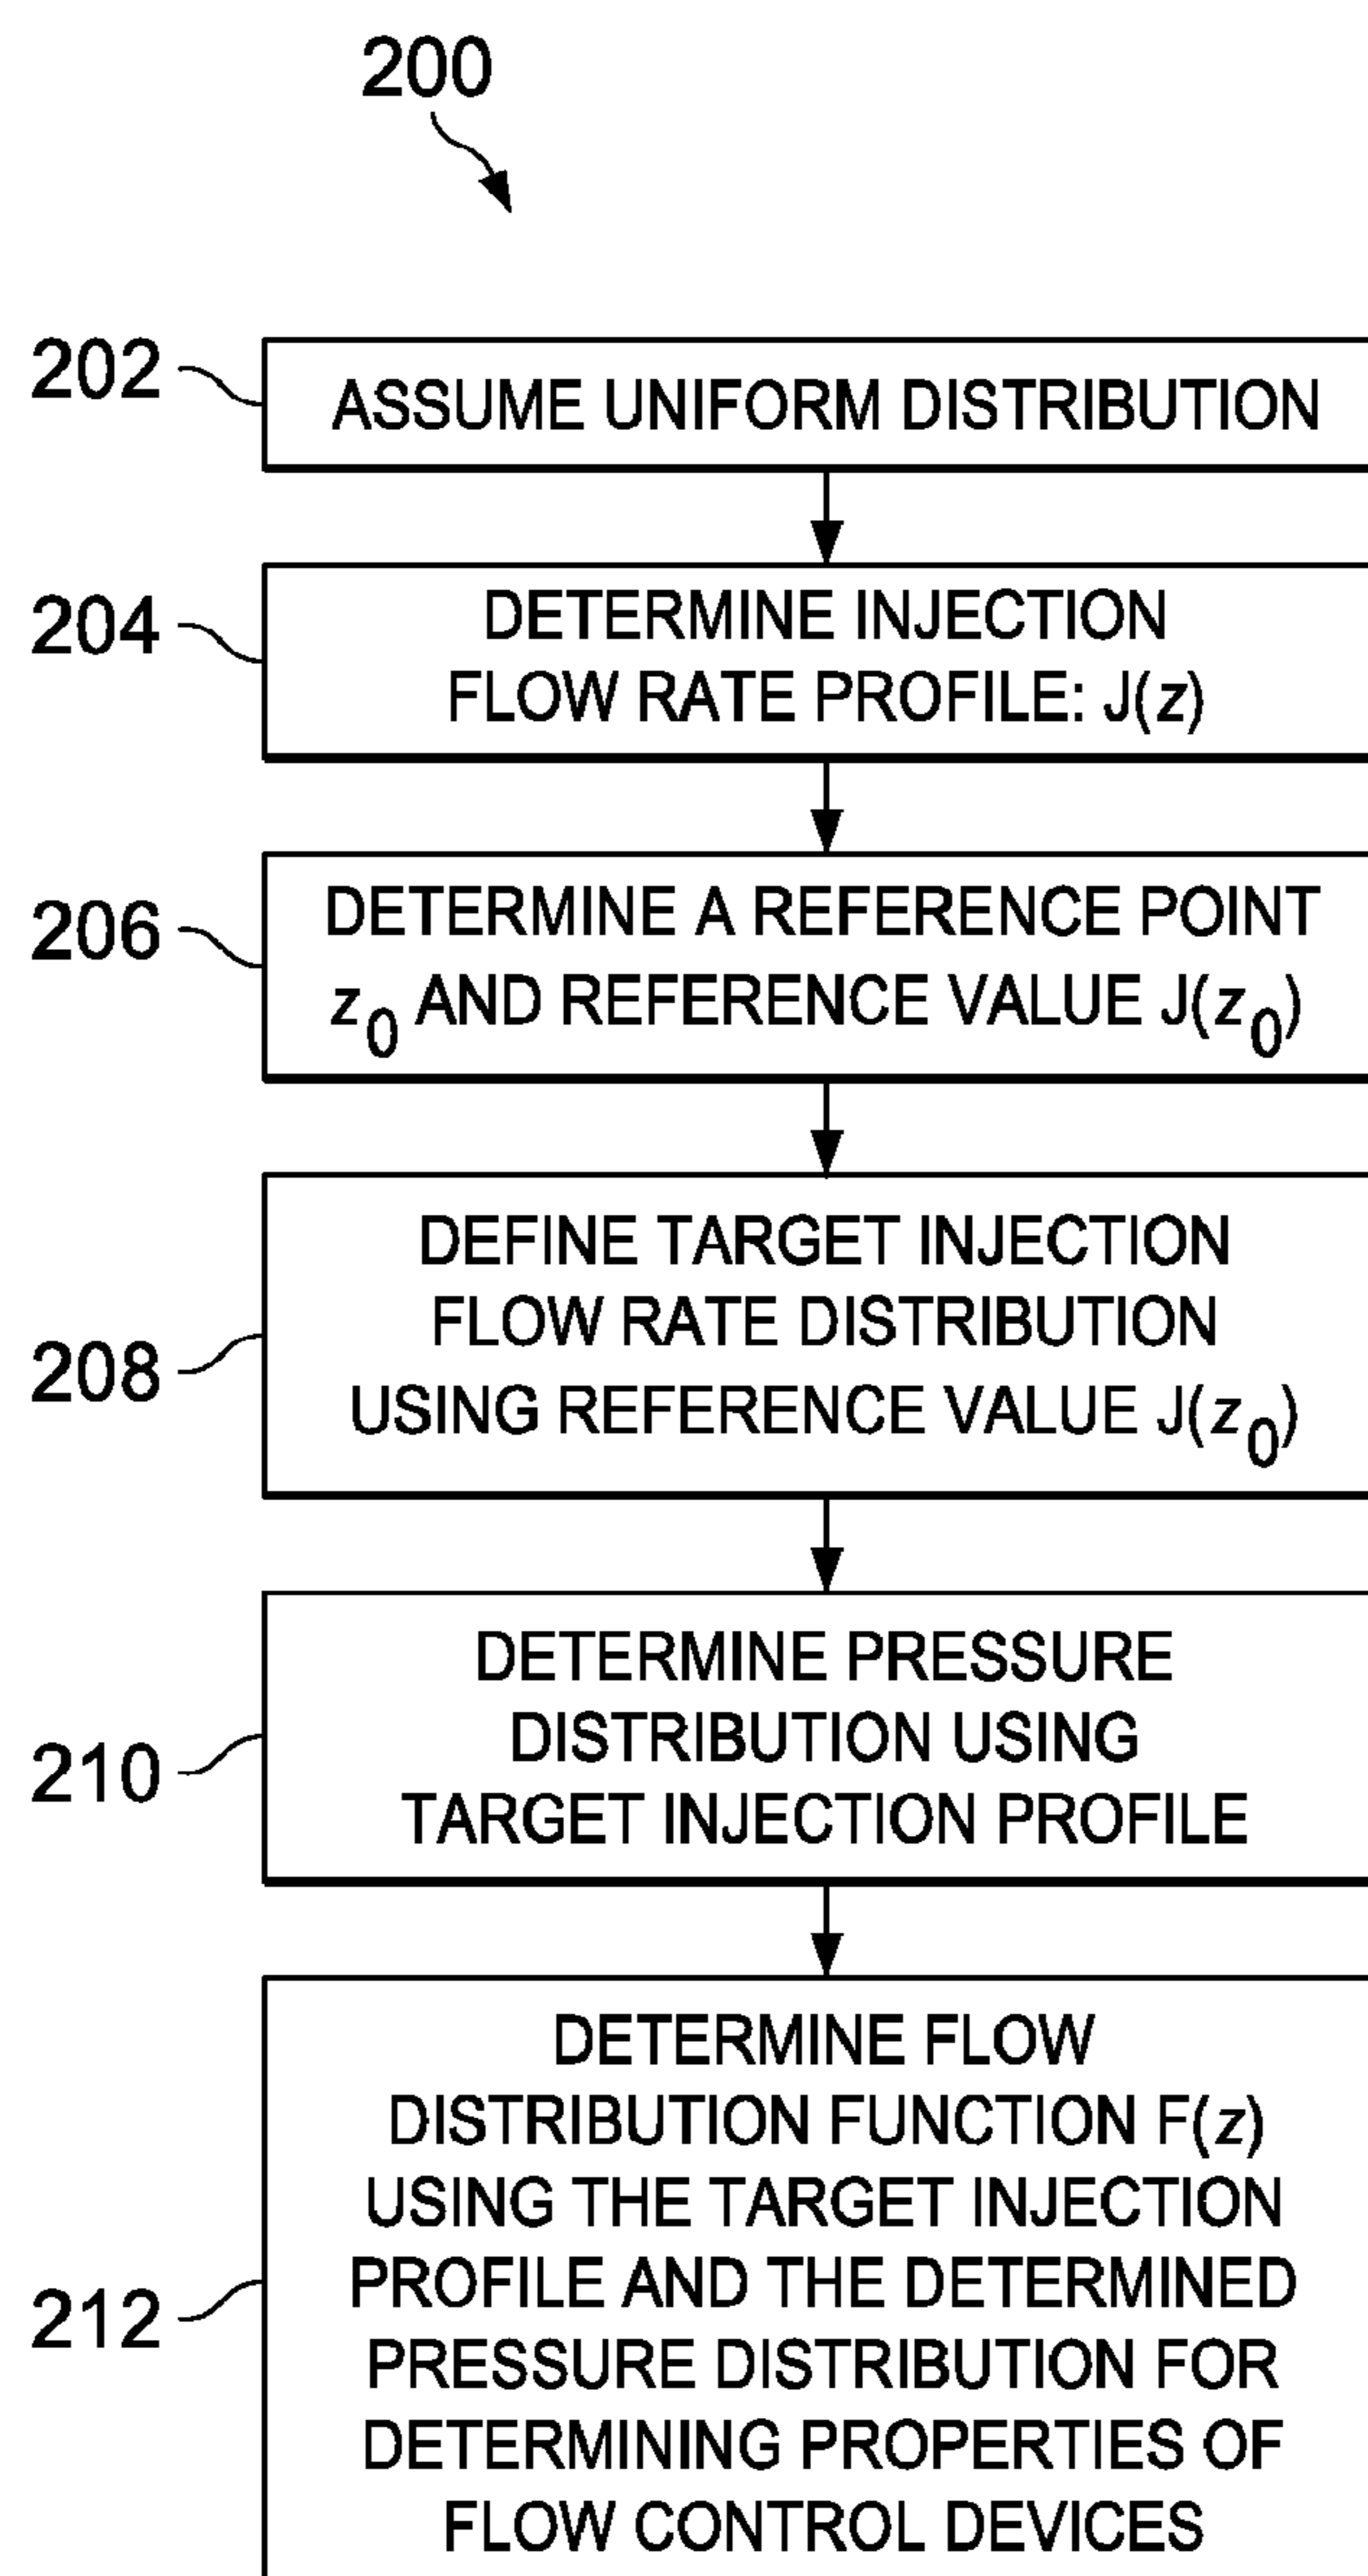 200
202
ASSUME UNIFORM DISTRIBUTION
204
DETERMINE INJECTION
FLOW RATE PROFILE: J(z)
206
DETERMINE A REFERENCE POINT
z₀ AND REFERENCE VALUE J(z₀)
208
DEFINE TARGET INJECTION
FLOW RATE DISTRIBUTION
USING REFERENCE VALUE J(z₀)
210
DETERMINE PRESSURE
DISTRIBUTION USING
TARGET INJECTION PROFILE
212
DETERMINE FLOW
DISTRIBUTION FUNCTION F(z)
USING THE TARGET INJECTION
PROFILE AND THE DETERMINED
PRESSURE DISTRIBUTION FOR
DETERMINING PROPERTIES OF
FLOW CONTROL DEVICES